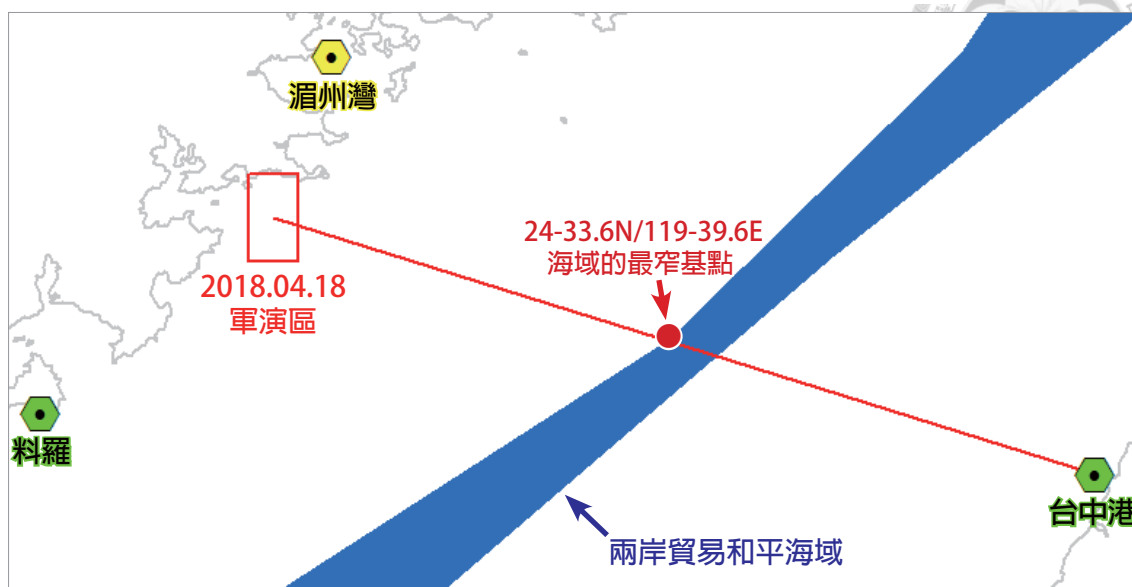 湄州灣
24-33.6N/119-39.6E
海域的最窄基點
2018.04.18
軍演區
料羅
台中港
兩岸貿易和平海域